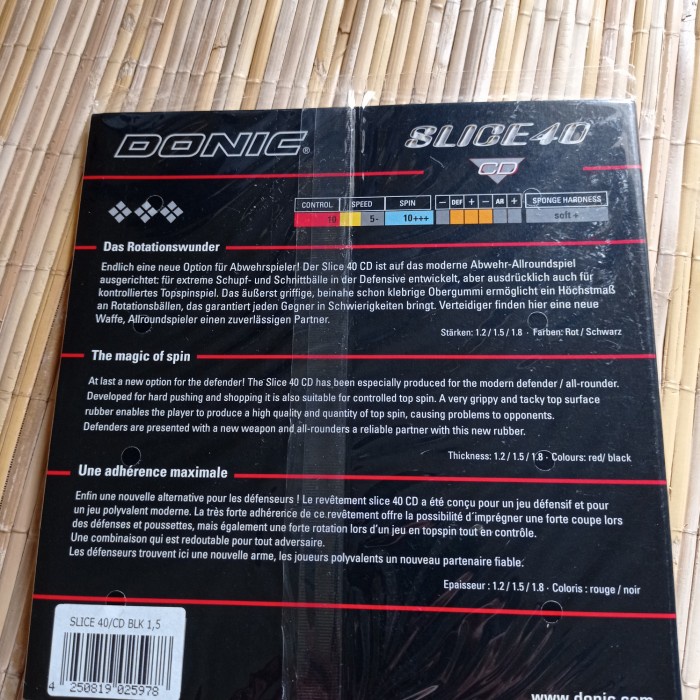 DONIC®
SLICE 40
CD
CONTROL SPEED SPIN − DEF + − AR + SPONGE HARDNESS
10 5- 10+++ soft +
Das Rotationswunder
Endlich eine neue Option für Abwehrspieler! Der Slice 40 CD ist auf das moderne Abwehr-Allroundspiel
ausgerichtet: für extreme Schupf- und Schnittbälle in der Defensive entwickelt, aber ausdrücklich auch für
kontrolliertes Topspinspiel. Das äußerst griffige, beinahe schon klebrige Obergummi ermöglicht ein Höchstmaß
an Rotationsbällen, das garantiert jeden Gegner in Schwierigkeiten bringt. Verteidiger finden hier eine neue
Waffe, Allroundspieler einen zuverlässigen Partner.
Stärken: 1.2 / 1.5 / 1.8 · Farben: Rot / Schwarz
The magic of spin
At last a new option for the defender! The Slice 40 CD has been especially produced for the modern defender / all-rounder.
Developed for hard pushing and shopping it is also suitable for controlled top spin. A very grippy and tacky top surface
rubber enables the player to produce a high quality and quantity of top spin, causing problems to opponents.
Defenders are presented with a new weapon and all-rounders a reliable partner with this new rubber.
Thickness: 1.2 / 1.5 / 1.8 · Colours: red/ black
Une adhérence maximale
Enfin une nouvelle alternative pour les défenseurs ! Le revêtement slice 40 CD a été conçu pour un jeu défensif et pour
un jeu polyvalent moderne. La très forte adhérence de ce revêtement offre la possibilité d'imprégner une forte coupe lors
des défenses et poussettes, mais également une forte rotation lors d'un jeu en topspin tout en contrôle.
Une combinaison qui est redoutable pour tout adversaire.
Les défenseurs trouvent ici une nouvelle arme, les joueurs polyvalents un nouveau partenaire fiable.
Epaisseur : 1.2 / 1.5 / 1.8 · Coloris : rouge / noir
SLICE 40/CD BLK 1,5
4 250819 025978
www.donic.com